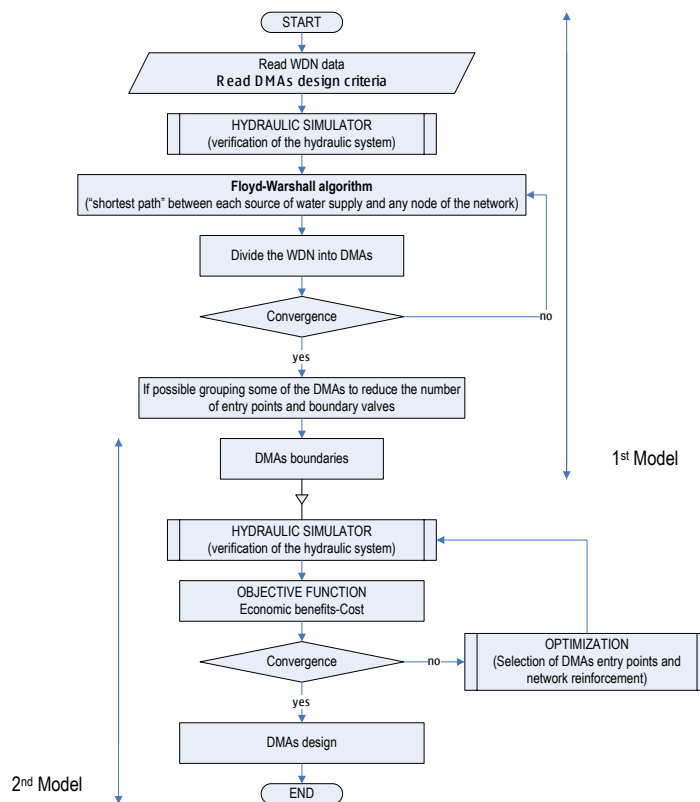 START
Read WDN data
Read DMAs design criteria
HYDRAULIC SIMULATOR
(verification of the hydraulic system)
Floyd-Warshall algorithm
("shortest path" between each source of water supply and any node of the network)
Divide the WDN into DMAs
Convergence
no
yes
If possible grouping some of the DMAs to reduce the number
of entry points and boundary valves
DMAs boundaries
1st Model
HYDRAULIC SIMULATOR
(verification of the hydraulic system)
OBJECTIVE FUNCTION
Economic benefits-Cost
Convergence
no
OPTIMIZATION
(Selection of DMAs entry points and
network reinforcement)
yes
DMAs design
2nd Model
END